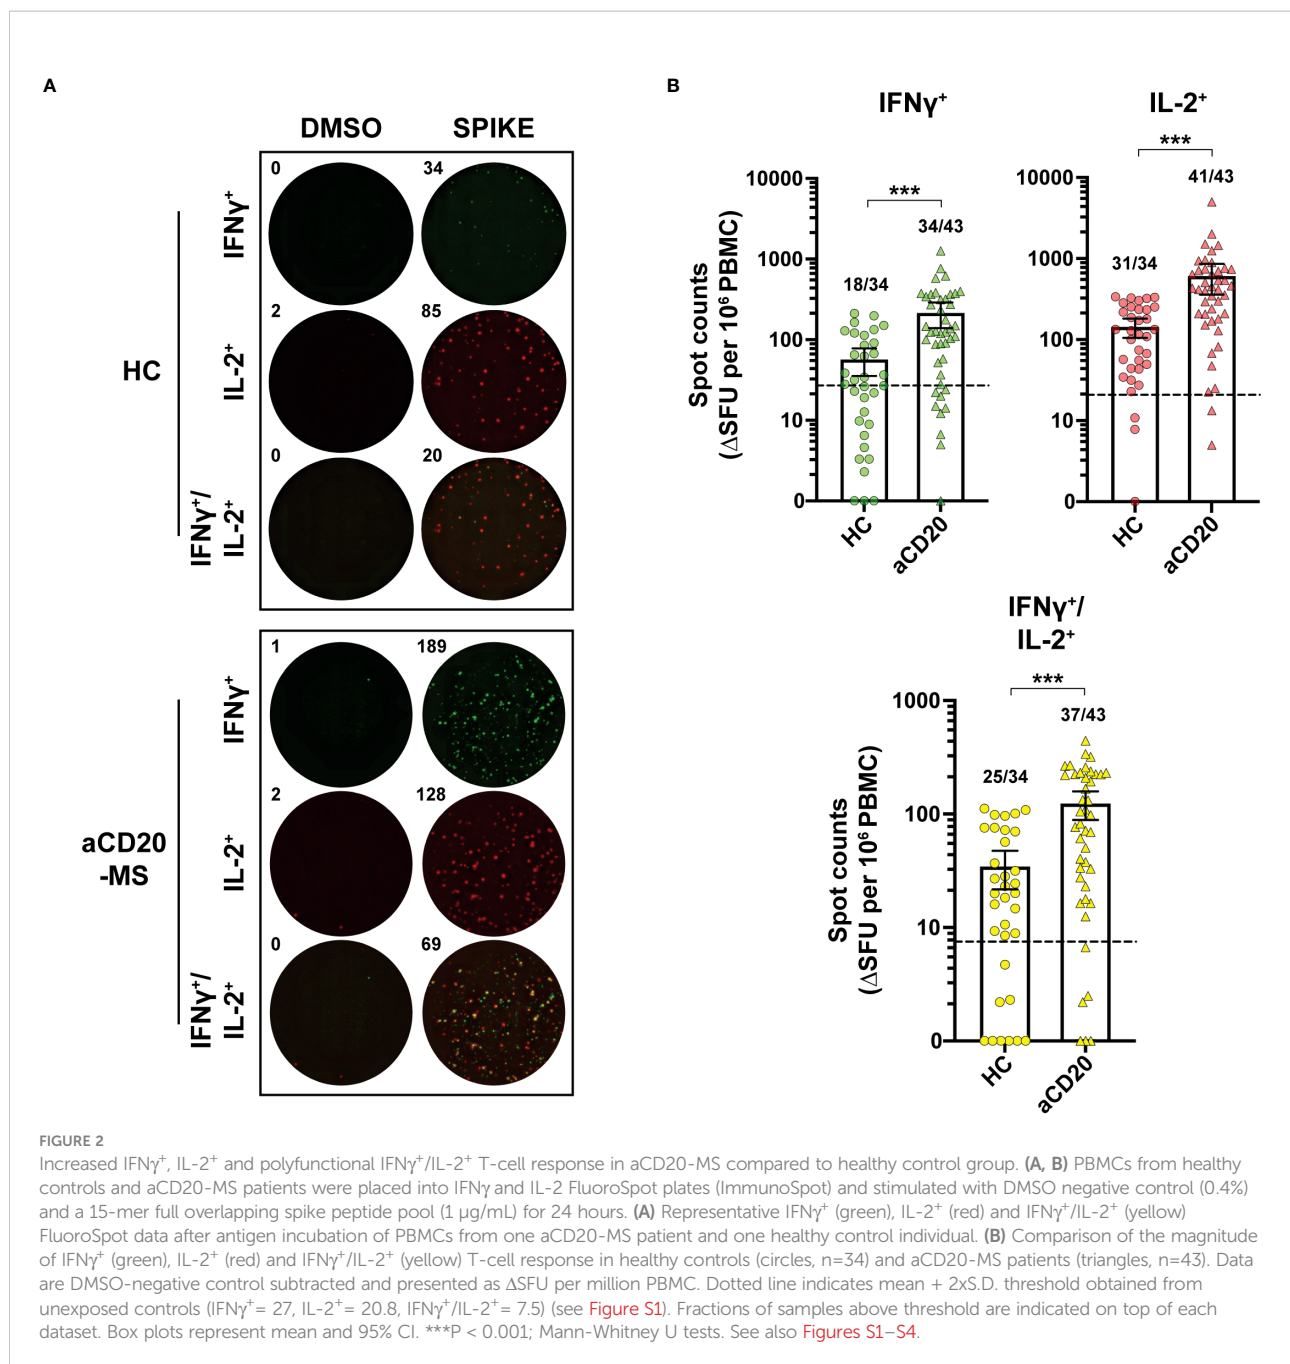 A
DMSO
SPIKE
HC
IFNγ⁺
0
34
IL-2⁺
2
85
IFNγ⁺/
IL-2⁺
0
20
aCD20
-MS
IFNγ⁺
1
189
IL-2⁺
2
128
IFNγ⁺/
IL-2⁺
0
69
B
IFNγ⁺
Spot counts
(ΔSFU per 10⁶ PBMC)
10000
1000
100
10
0
***
18/34
34/43
HC
aCD20
IL-2⁺
10000
1000
100
10
0
***
31/34
41/43
HC
aCD20
IFNγ⁺/
IL-2⁺
Spot counts
(ΔSFU per 10⁶ PBMC)
1000
100
10
0
***
25/34
37/43
HC
aCD20
FIGURE 2
Increased IFNγ⁺, IL-2⁺ and polyfunctional IFNγ⁺/IL-2⁺ T-cell response in aCD20-MS compared to healthy control group. (A, B) PBMCs from healthy
controls and aCD20-MS patients were placed into IFNγ and IL-2 FluoroSpot plates (ImmunoSpot) and stimulated with DMSO negative control (0.4%)
and a 15-mer full overlapping spike peptide pool (1 µg/mL) for 24 hours. (A) Representative IFNγ⁺ (green), IL-2⁺ (red) and IFNγ⁺/IL-2⁺ (yellow)
FluoroSpot data after antigen incubation of PBMCs from one aCD20-MS patient and one healthy control individual. (B) Comparison of the magnitude
of IFNγ⁺ (green), IL-2⁺ (red) and IFNγ⁺/IL-2⁺ (yellow) T-cell response in healthy controls (circles, n=34) and aCD20-MS patients (triangles, n=43). Data
are DMSO-negative control subtracted and presented as ΔSFU per million PBMC. Dotted line indicates mean + 2xS.D. threshold obtained from
unexposed controls (IFNγ⁺= 27, IL-2⁺= 20.8, IFNγ⁺/IL-2⁺= 7.5) (see Figure S1). Fractions of samples above threshold are indicated on top of each
dataset. Box plots represent mean and 95% CI. ***P < 0.001; Mann-Whitney U tests. See also Figures S1–S4.